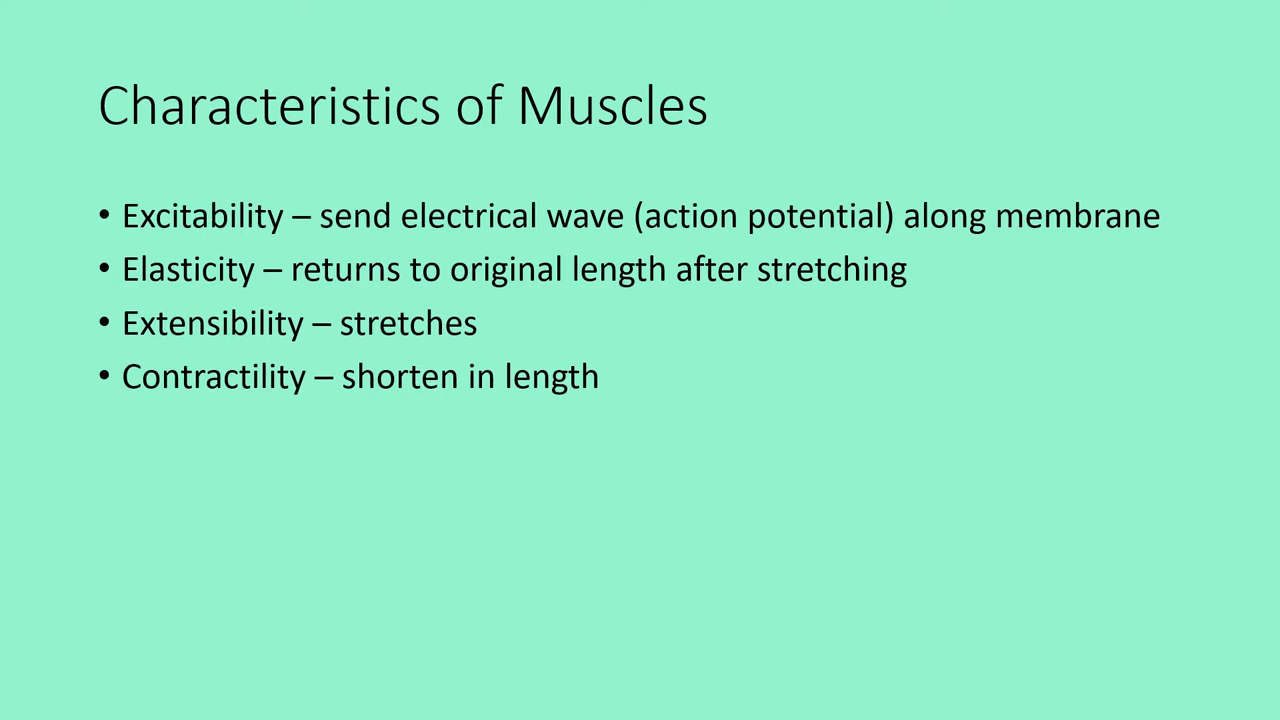 Characteristics of Muscles
• Excitability – send electrical wave (action potential) along membrane
• Elasticity – returns to original length after stretching
• Extensibility – stretches
• Contractility – shorten in length